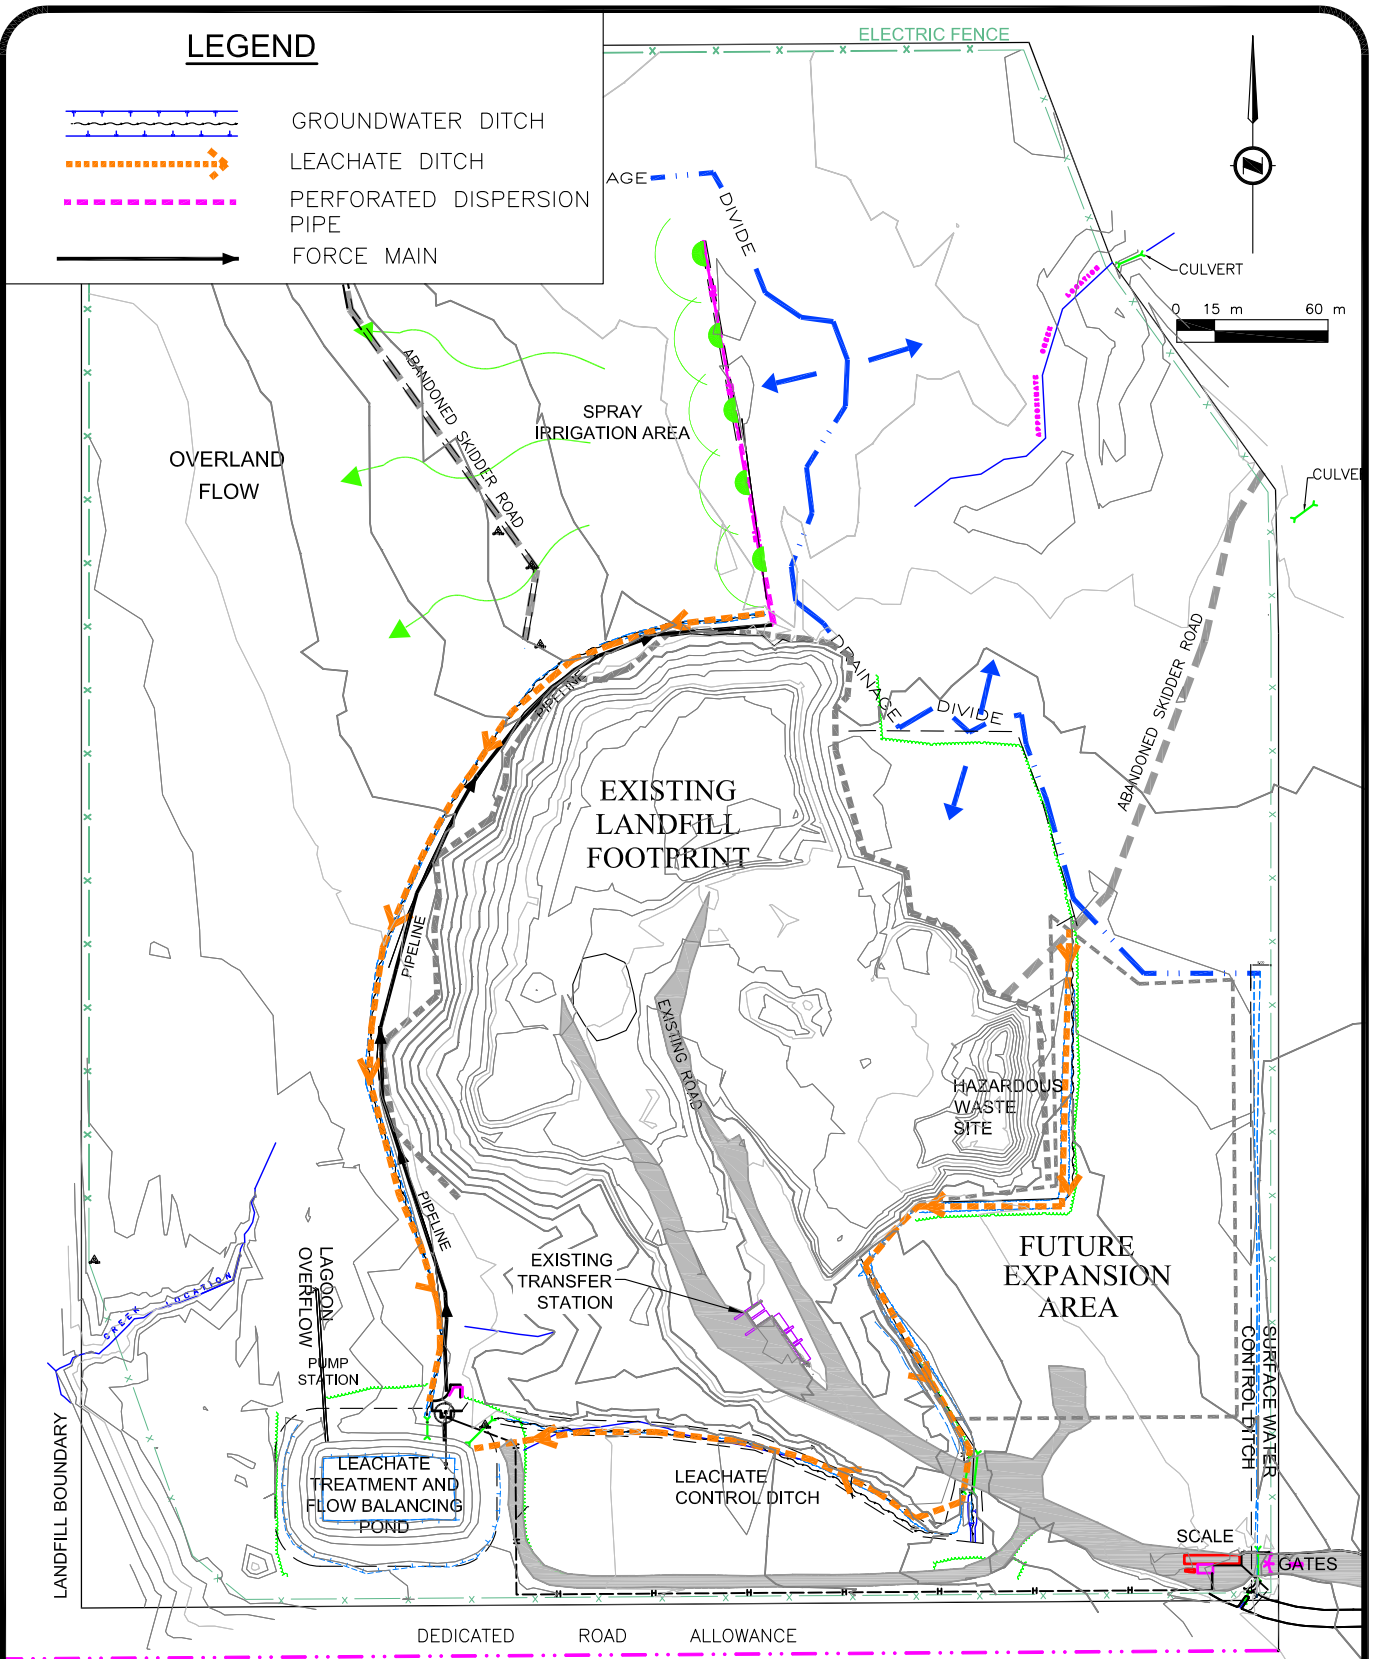 LEGEND
GROUNDWATER DITCH
LEACHATE DITCH
PERFORATED DISPERSION
PIPE
FORCE MAIN
ELECTRIC FENCE
AGE
DIVIDE
CULVERT
LOCATION
0 15 m 60 m
APPROXIMATE
ABANDONED SKIDDER ROAD
SPRAY
IRRIGATION AREA
OVERLAND
FLOW
CULVE
ABANDONED SKIDDER ROAD
DRAINAGE
DIVIDE
PIPELINE
EXISTING
LANDFILL
FOOTPRINT
PIPELINE
EXISTING ROAD
HAZARDOUS
WASTE
SITE
PIPELINE
FUTURE
EXPANSION
AREA
EXISTING
TRANSFER
STATION
CREEK LOCATION
LAGOON
OVERFLOW
PUMP
STATION
SURFACE WATER
CONTROL DITCH
LANDFILL BOUNDARY
LEACHATE
TREATMENT AND
FLOW BALANCING
POND
LEACHATE
CONTROL DITCH
SCALE
GATES
DEDICATED ROAD ALLOWANCE